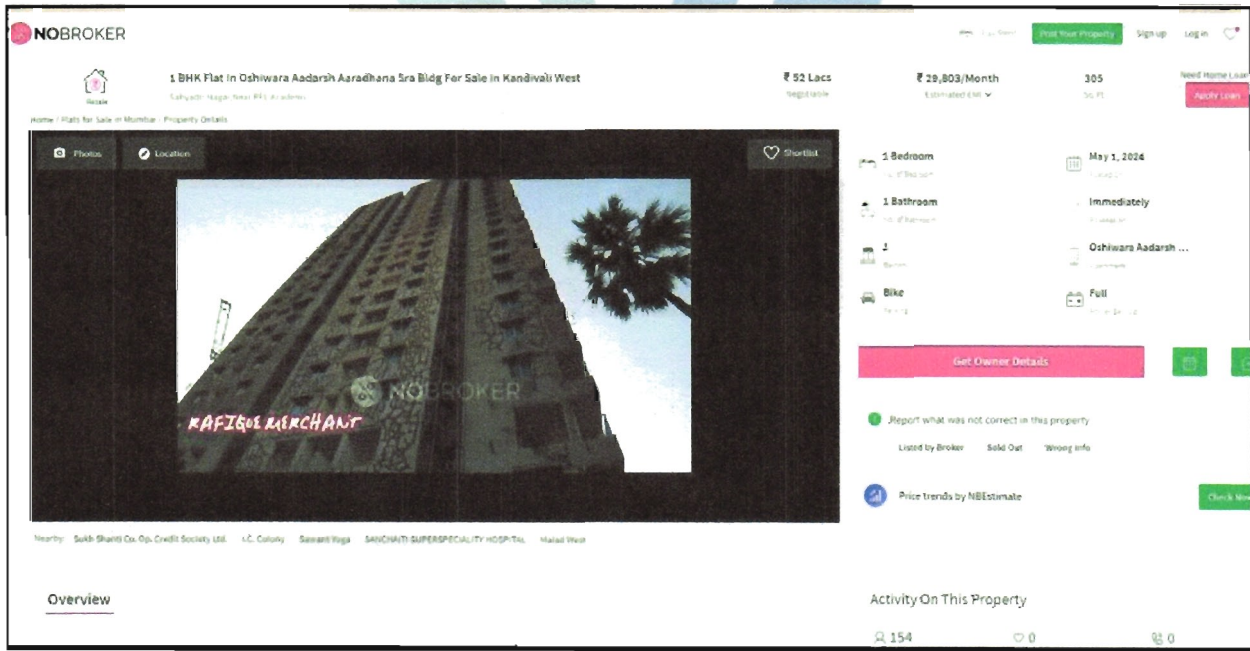 NOBROKER
Post Your Property
Sign up
Log in
1 BHK Flat In Oshiwara Aadarsh Aaradhana Sra Bldg For Sale In Kandivali West
₹ 52 Lacs
Negotiable
₹ 29,803/Month
Estimated EMI
305
Sq.Ft
Need Home Loan
Apply Loan
Home / Flats for Sale in Mumbai / Property Details
Photos
Location
Shortlist
NOBROKER
RAFIQUE MERCHANT
1 Bedroom
May 1, 2024
1 Bathroom
Immediately
1
Oshiwara Aadarsh ...
Bike
Full
Get Owner Details
Report what was not correct in this property
Listed by Broker
Sold Out
Wrong Info
Price trends by NBEstimate
Check Now
Nearby: Sukh Shanti Co. Op. Credit Society Ltd. I.C. Colony Sawant Yoga SANCHAITI SUPERSPECIALITY HOSPITAL Malad West
Overview
Activity On This Property
154
0
0